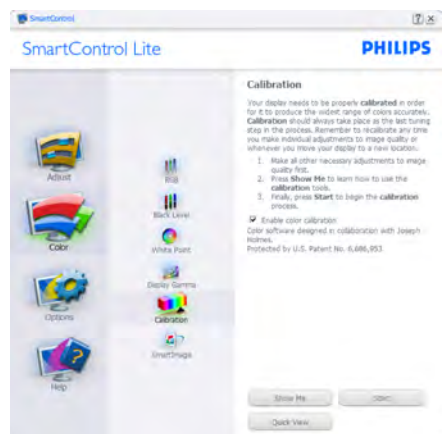 SmartControl
SmartControl Lite
PHILIPS
Adjust
Color
Options
Help
RGB
Black Level
White Point
Display Gamma
Calibration
SmartImage
Calibration
Your display needs to be properly calibrated in order
for it to produce the widest range of colors accurately.
Calibration should always take place as the last tuning
step in the process. Remember to recalibrate any time
you make individual adjustments to image quality or
whenever you move your display to a new location.
1. Make all other necessary adjustments to image
quality first.
2. Press Show Me to learn how to use the
calibration tools.
3. Finally, press Start to begin the calibration
process.
Enable color calibration
Color software designed in collaboration with Joseph
Holmes.
Protected by U.S. Patent No. 6,686,953.
Show Me
Start
Quick View